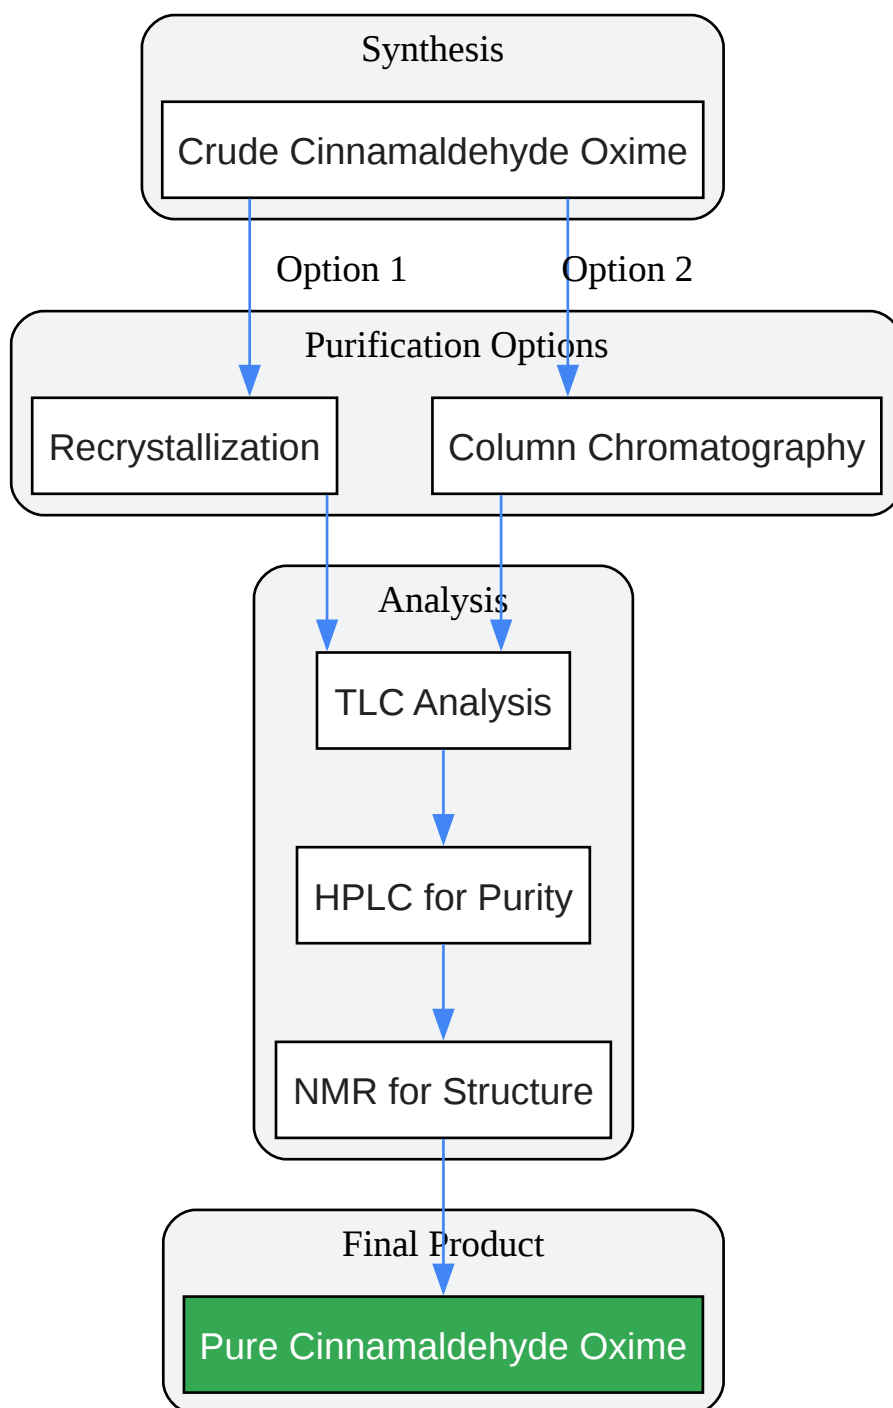 Synthesis
Crude Cinnamaldehyde Oxime
Option 1
Option 2
Purification Options
Recrystallization
Column Chromatography
Analysis
TLC Analysis
HPLC for Purity
NMR for Structure
Final Product
Pure Cinnamaldehyde Oxime